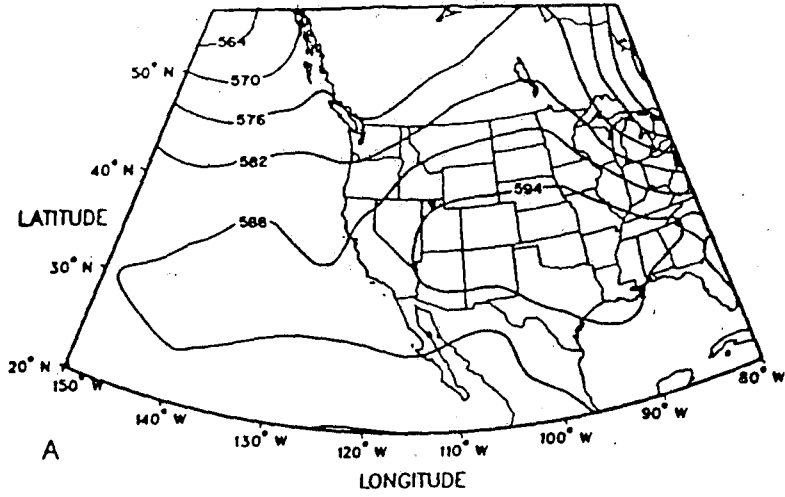 564
50° N
570
576
582
40° N
594
LATITUDE
588
30° N
20° N
150° W
80° W
140° W
90° W
130° W
100° W
120° W
110° W
A
LONGITUDE